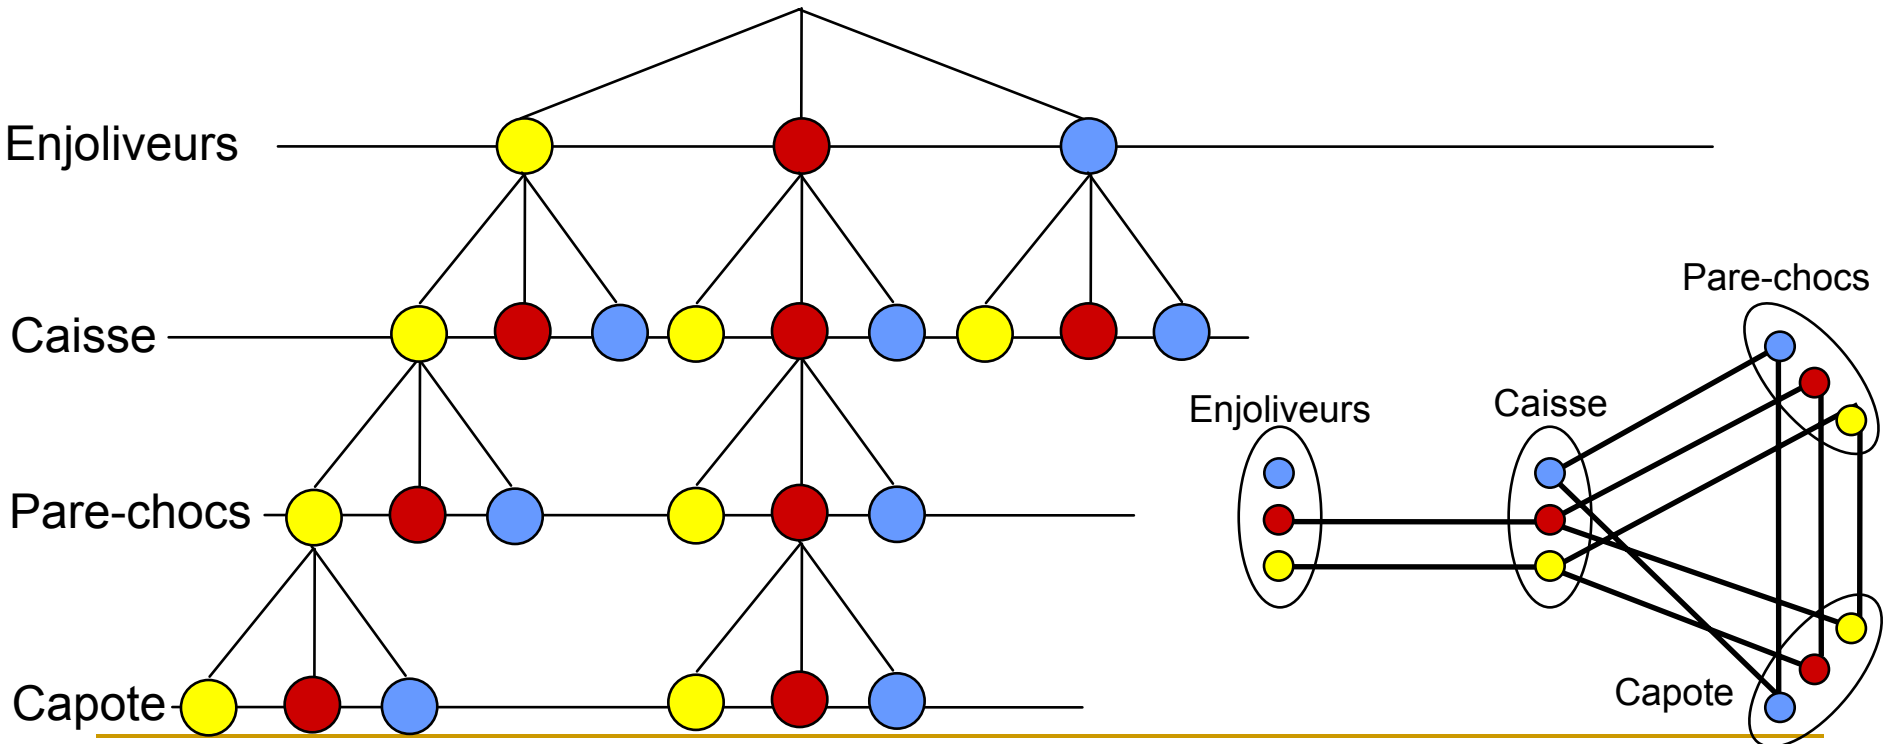 Enjoliveurs
Caisse
Pare-chocs
Capote
Pare-chocs
Enjoliveurs
Caisse
Capote